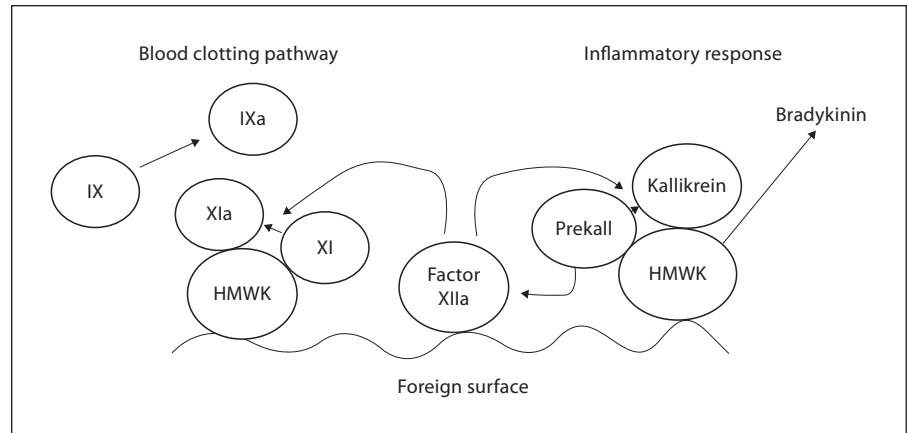 Blood clotting pathway
Inflammatory response
IXa
Bradykinin
IX
Kallikrein
XIa
Prekall
XI
HMWK
Factor
XIIa
HMWK
Foreign surface